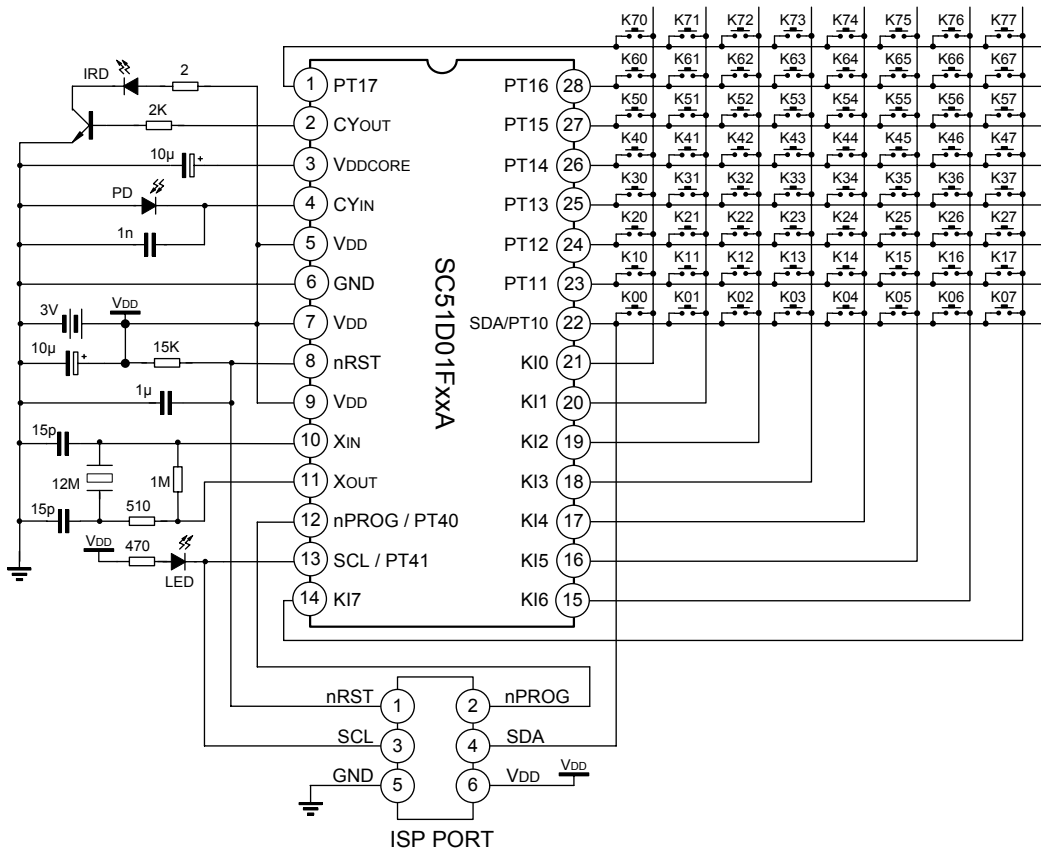 K70 K71 K72 K73 K74 K75 K76 K77
IRD 2
1 PT17 PT16 28
K60 K61 K62 K63 K64 K65 K66 K67
2K
2 CYOUT PT15 27
K50 K51 K52 K53 K54 K55 K56 K57
10µ +
3 VDDCORE PT14 26
K40 K41 K42 K43 K44 K45 K46 K47
PD
4 CYIN PT13 25
K30 K31 K32 K33 K34 K35 K36 K37
1n
5 VDD PT12 24
K20 K21 K22 K23 K24 K25 K26 K27
6 GND PT11 23
K10 K11 K12 K13 K14 K15 K16 K17
3V VDD
7 VDD SDA/PT10 22
K00 K01 K02 K03 K04 K05 K06 K07
SC51D01FxxA
10µ + 15K
8 nRST KI0 21
1µ
9 VDD KI1 20
15p
10 XIN KI2 19
12M 1M
11 XOUT KI3 18
15p 510
12 nPROG / PT40 KI4 17
VDD 470 LED
13 SCL / PT41 KI5 16
14 KI7 KI6 15
nRST 1 2 nPROG
SCL 3 4 SDA
GND 5 6 VDD VDD
ISP PORT